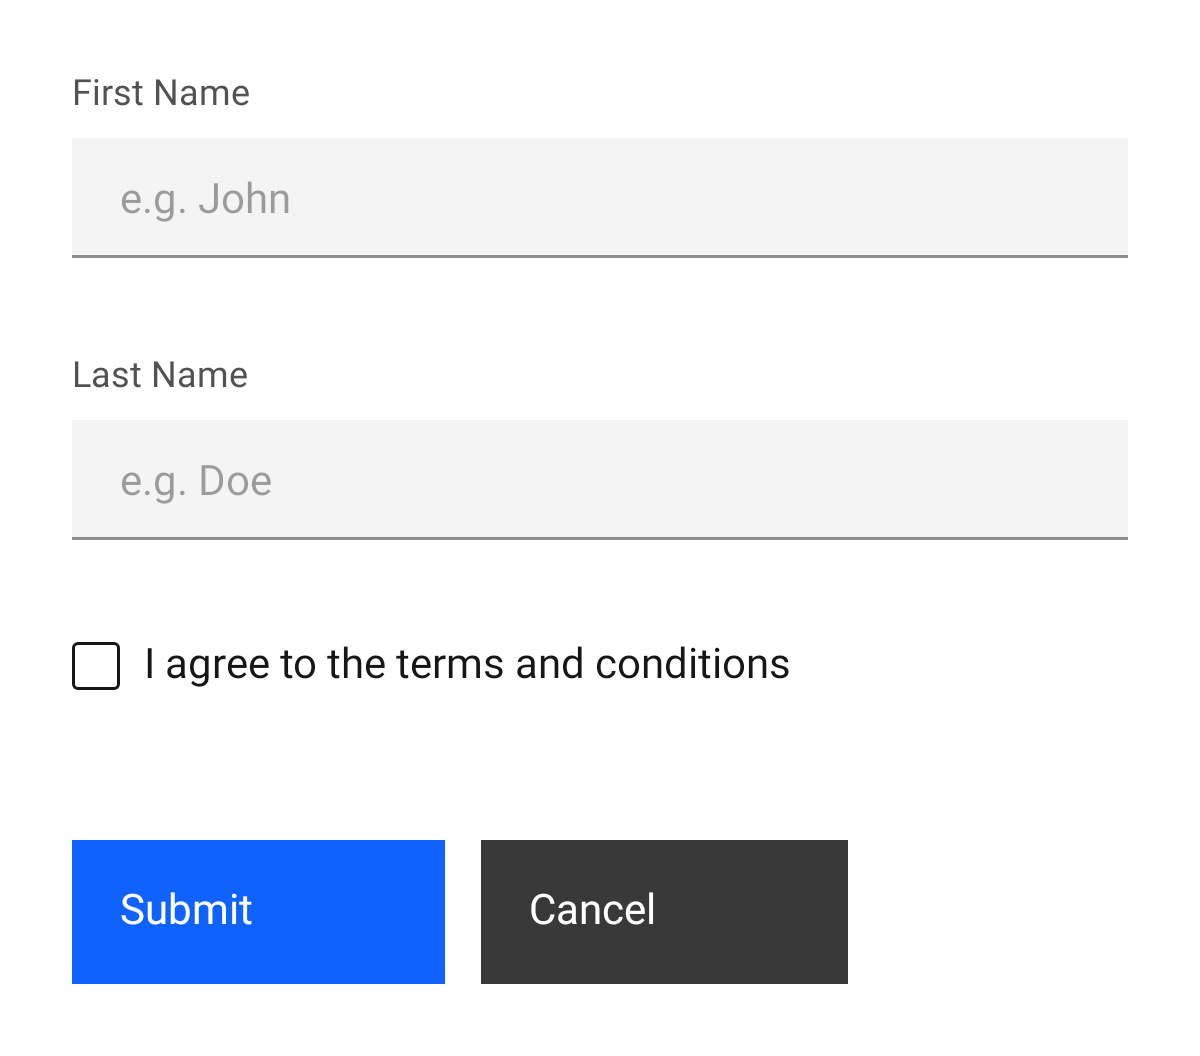 First Name
e.g. John
Last Name
e.g. Doe
I agree to the terms and conditions
Submit
Cancel